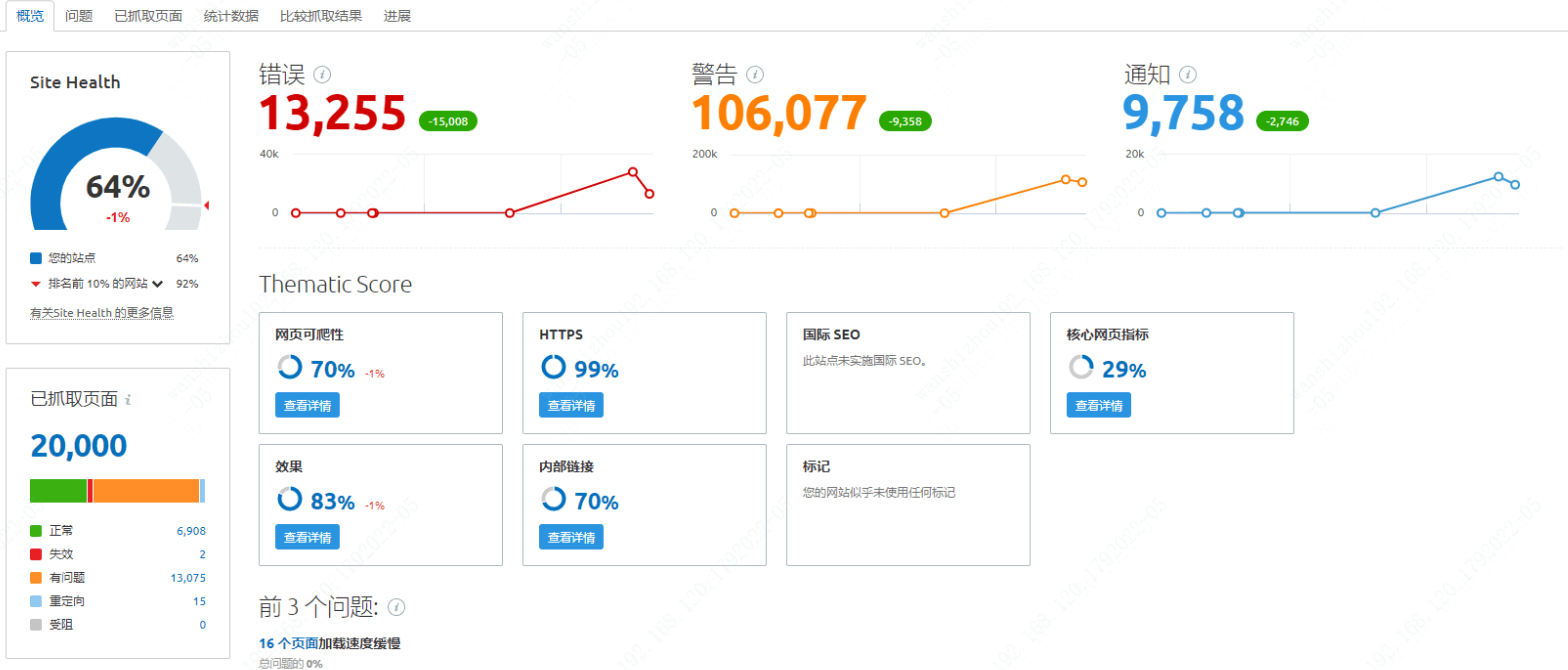 概览 问题 已抓取页面 统计数据 比较抓取结果 进展
Site Health
64%
-1%
您的站点 64%
排名前 10% 的网站 92%
有关Site Health 的更多信息
已抓取页面 i
20,000
正常 6,908
失效 2
有问题 13,075
重定向 15
受阻 0
错误 i
13,255 -15,008
40k
0
警告 i
106,077 -9,358
200k
0
通知 i
9,758 -2,746
20k
0
Thematic Score
网页可爬性
70% -1%
查看详情
HTTPS
99%
查看详情
国际 SEO
此站点未实施国际 SEO。
核心网页指标
29%
查看详情
效果
83% -1%
查看详情
内部链接
70%
查看详情
标记
您的网站似乎未使用任何标记
前 3 个问题: i
16 个页面加载速度缓慢
总问题的 0%